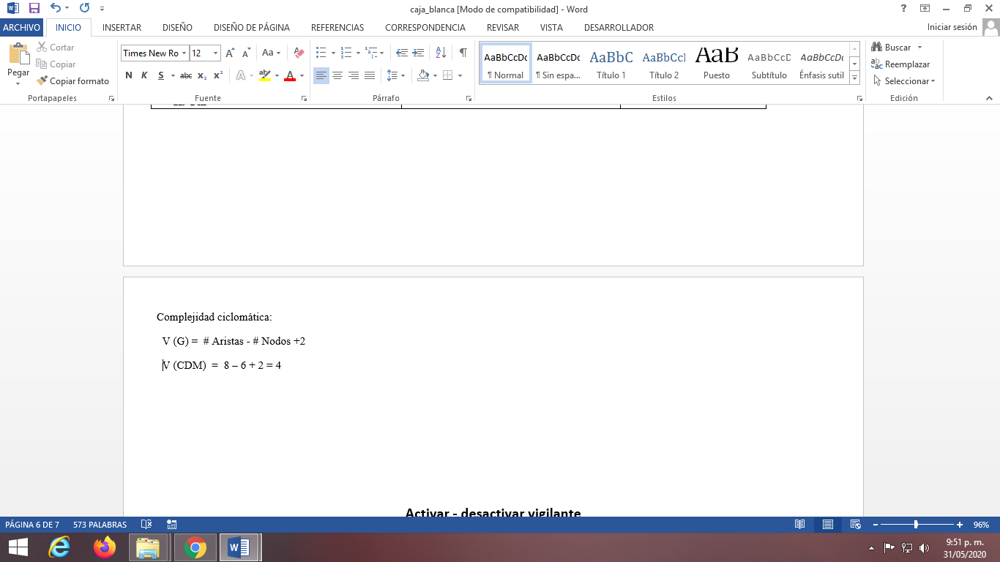 caja_blanca [Modo de compatibilidad] - Word
ARCHIVO INICIO INSERTAR DISEÑO DISEÑO DE PÁGINA REFERENCIAS CORRESPONDENCIA REVISAR VISTA DESARROLLADOR Iniciar sesión
Pegar
Cortar
Copiar
Copiar formato
Portapapeles
Times New Ro 12
N K S abc x₂ x²
Fuente
Párrafo
AaBbCcDc AaBbCcDc AaBbC AaBbCcI AaB AaBbCcD AaBbCcDc
¶ Normal ¶ Sin espa... Título 1 Título 2 Puesto Subtítulo Énfasis sutil
Estilos
Buscar
Reemplazar
Seleccionar
Edición
Complejidad ciclomática:
V (G) = # Aristas - # Nodos +2
V (CDM) = 8 – 6 + 2 = 4
Activar - desactivar vigilante
PÁGINA 6 DE 7 573 PALABRAS 96%
9:51 p. m.
31/05/2020